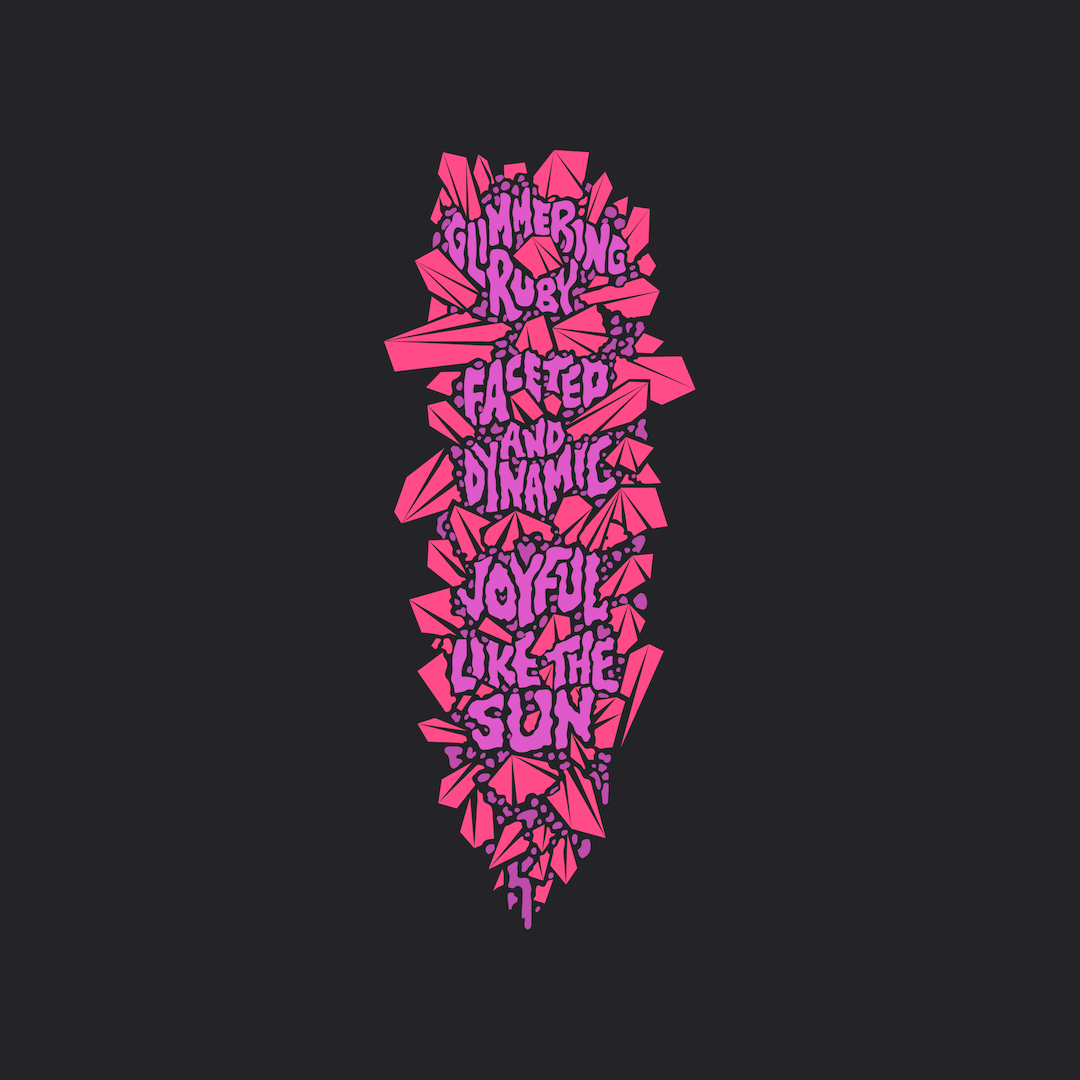 GLIMMERING
RUBY
FACETED
AND
DYNAMIC
JOYFUL
LIKE THE
SUN